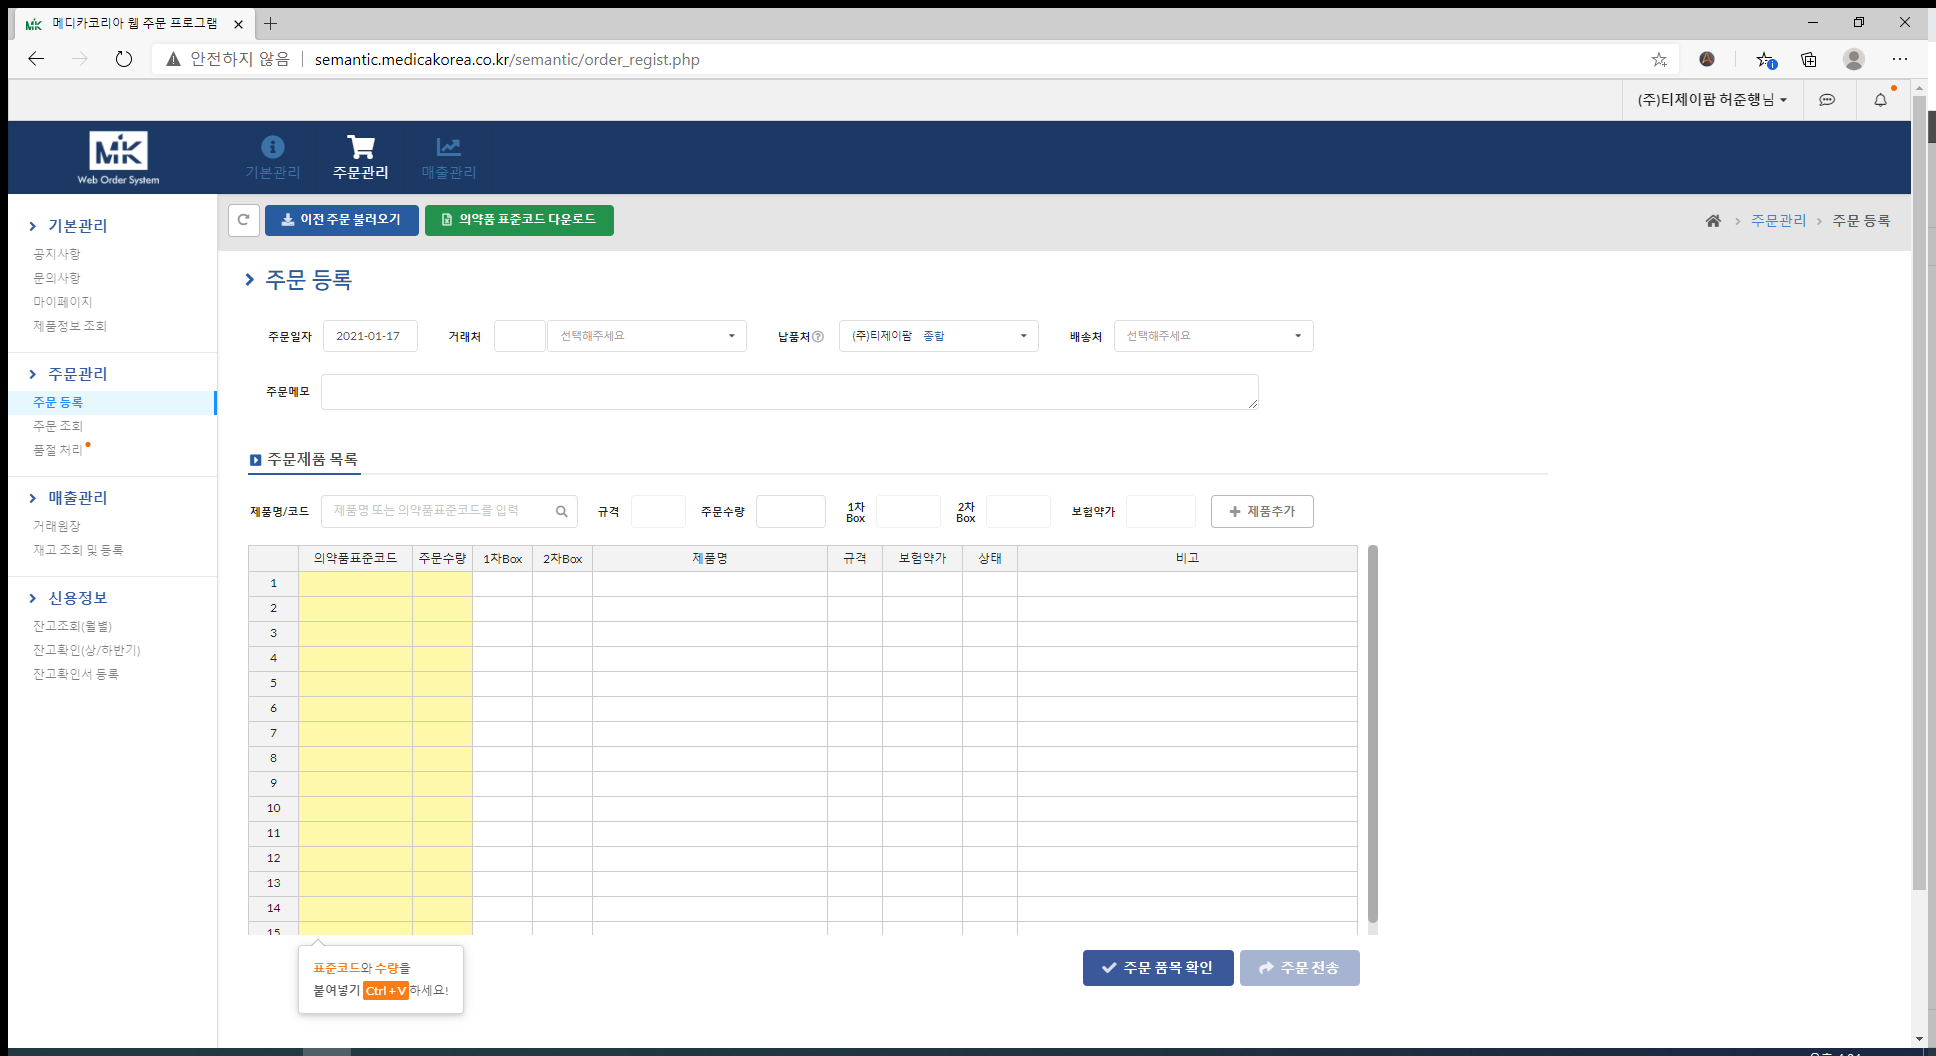 메디카코리아 웹 주문 프로그램
안전하지 않음 semantic.medicakorea.co.kr/semantic/order_regist.php
(주)티제이팜 허준행님
MK
Web Order System
기본관리 주문관리 매출관리
이전 주문 불러오기 의약품 표준코드 다운로드
주문관리 주문 등록
기본관리
공지사항
문의사항
마이페이지
제품정보 조회
주문관리
주문 등록
주문 조회
품절 처리
매출관리
거래원장
재고 조회 및 등록
신용정보
잔고조회(월별)
잔고확인(상/하반기)
잔고확인서 등록
주문 등록
주문일자 2021-01-17 거래처 선택해주세요 납품처 (주)티제이팜 종합 배송처 선택해주세요
주문메모
주문제품 목록
제품명/코드 제품명 또는 의약품표준코드를 입력 규격 주문수량 1차 Box 2차 Box 보험약가 제품추가
의약품표준코드 주문수량 1차Box 2차Box 제품명 규격 보험약가 상태 비고
1
2
3
4
5
6
7
8
9
10
11
12
13
14
15
표준코드와 수량을
붙여넣기 Ctrl + V 하세요!
주문 품목 확인 주문 전송